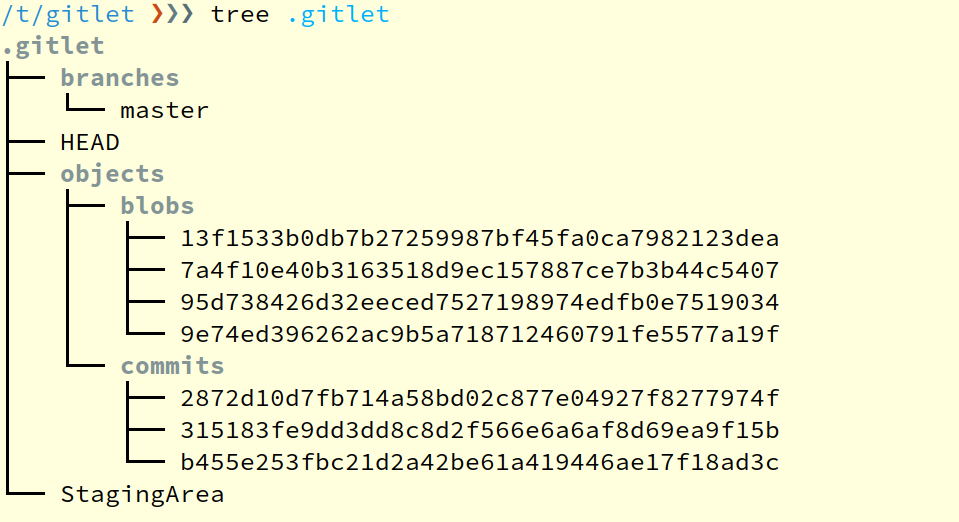 /t/gitlet ❯❯❯ tree .gitlet
.gitlet
├── branches
│   └── master
├── HEAD
├── objects
│   ├── blobs
│   │   ├── 13f1533b0db7b27259987bf45fa0ca7982123dea
│   │   ├── 7a4f10e40b3163518d9ec157887ce7b3b44c5407
│   │   ├── 95d738426d32eeced7527198974edfb0e7519034
│   │   └── 9e74ed396262ac9b5a718712460791fe5577a19f
│   └── commits
│       ├── 2872d10d7fb714a58bd02c877e04927f8277974f
│       ├── 315183fe9dd3dd8c8d2f566e6a6af8d69ea9f15b
│       └── b455e253fbc21d2a42be61a419446ae17f18ad3c
└── StagingArea